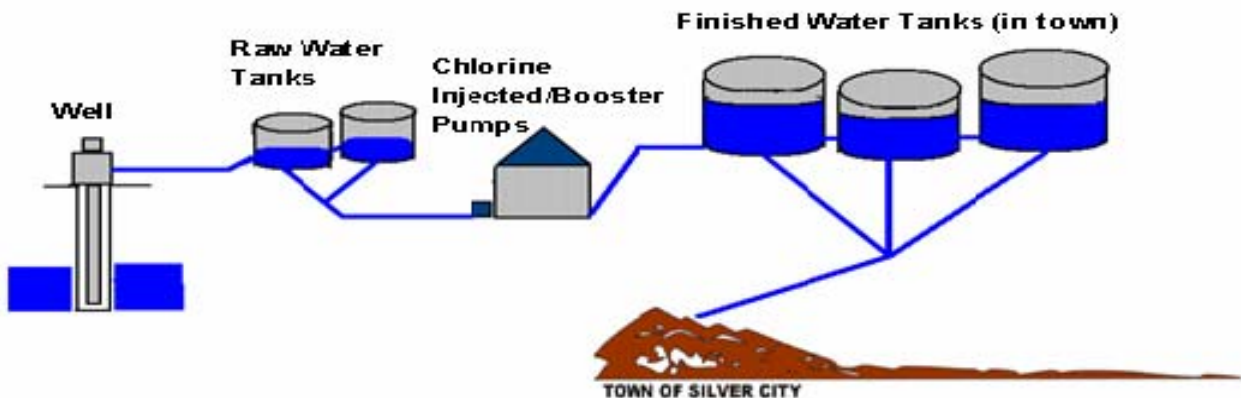 Well
Raw Water
Tanks
Chlorine
Injected/Booster
Pumps
Finished Water Tanks (in town)
TOWN OF SILVER CITY